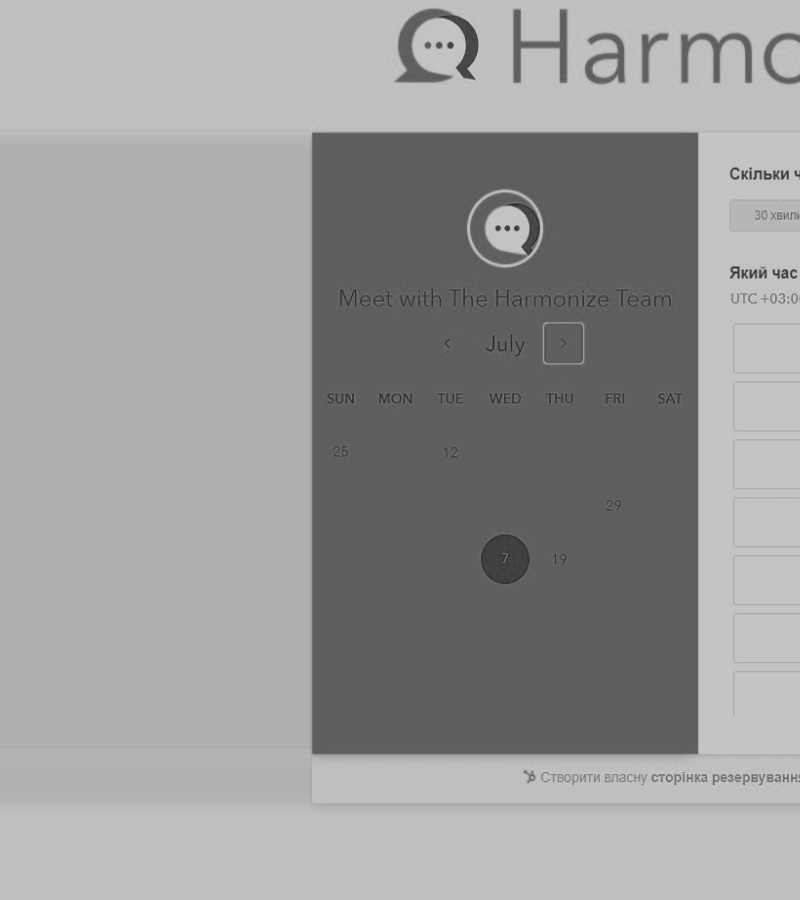 Harmo
Скільки ч
30 хвили
Який час
UTC +03:0
Meet with The Harmonize Team
July
SUN MON TUE WED THU FRI SAT
25 12
29
7 19
Створити власну сторінка резервуванн